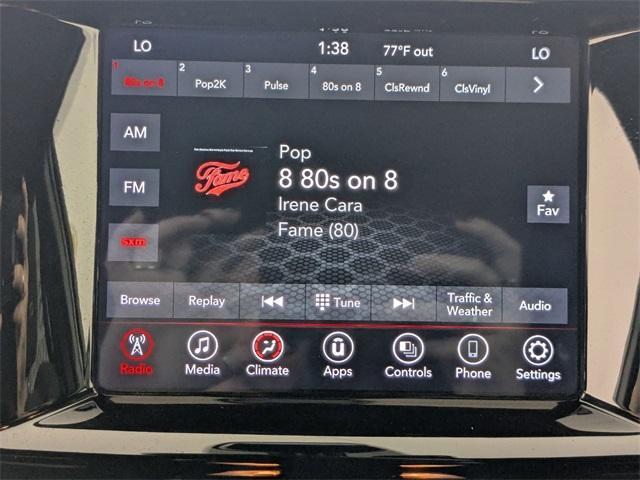 LO
1:38
77°F out
LO
1
80s on 8
2
Pop2K
3
Pulse
4
80s on 8
5
ClsRewnd
6
ClsVinyl
AM
FM
sxm
Fame
Pop
8 80s on 8
Irene Cara
Fame (80)
Fav
Browse
Replay
Tune
Traffic &
Weather
Audio
Radio
Media
Climate
Apps
Controls
Phone
Settings